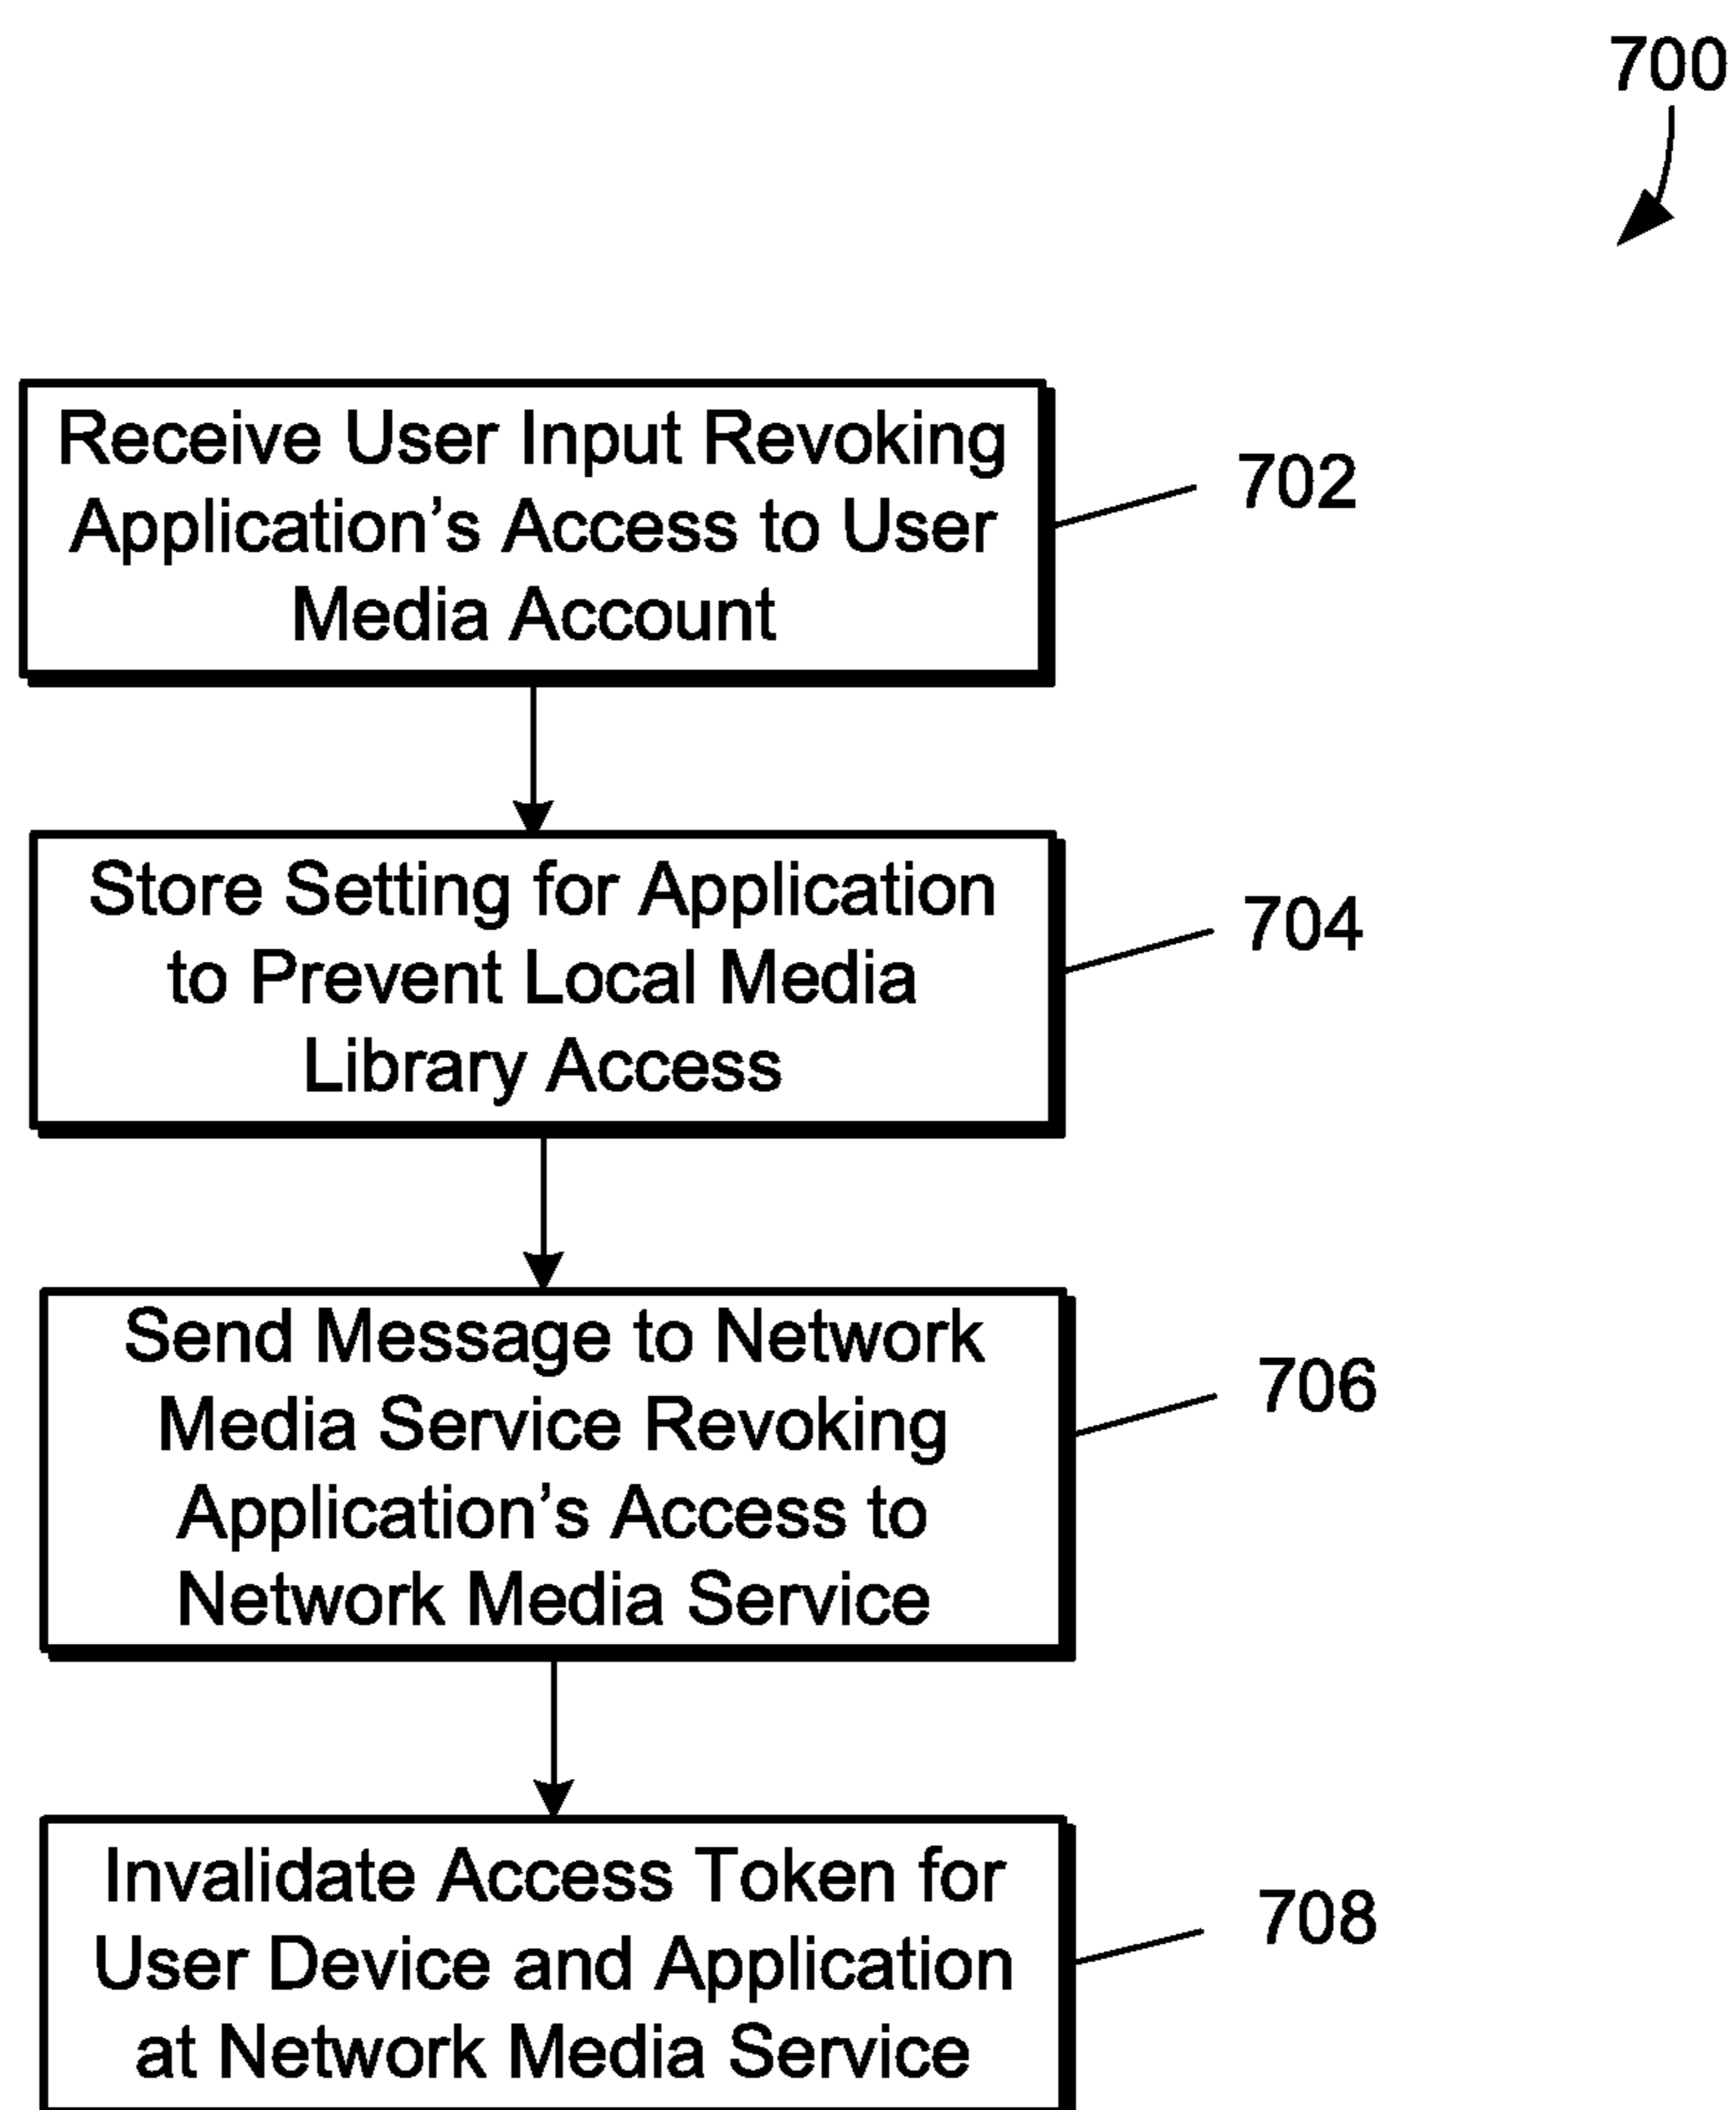 700
Receive User Input Revoking
Application’s Access to User
Media Account
702
Store Setting for Application
to Prevent Local Media
Library Access
704
Send Message to Network
Media Service Revoking
Application’s Access to
Network Media Service
706
Invalidate Access Token for
User Device and Application
at Network Media Service
708